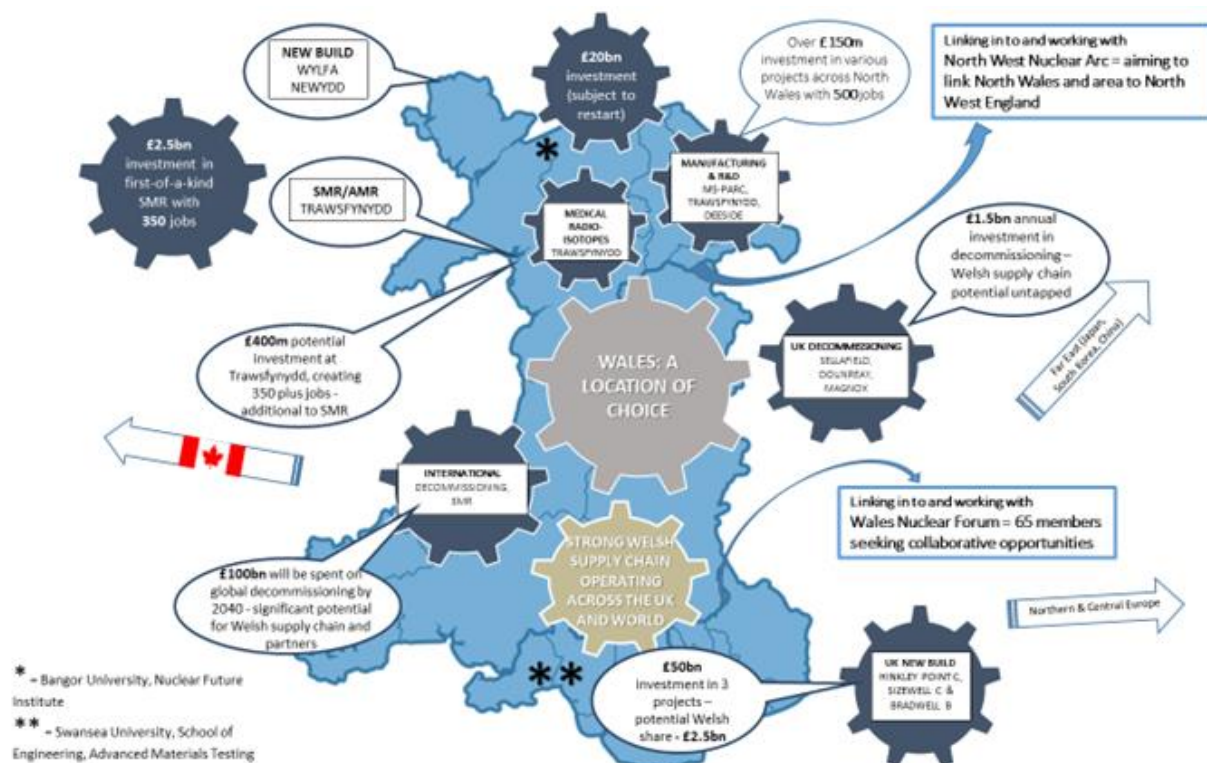 NEW BUILD
WYLFA
NEWYDD
£20bn
investment
(subject to
restart)
Over £150m
investment in various
projects across North
Wales with 500 jobs
Linking in to and working with
North West Nuclear Arc = aiming to
link North Wales and area to North
West England
£2.5bn
investment in
first-of-a-kind
SMR with
350 jobs
SMR/AMR
TRAWSFYNYDD
*
MEDICAL
RADIO-
ISOTOPES
TRAWSFYNYDD
MANUFACTURING
& R&D
MS-PARC,
TRAWSFYNYDD,
DEESIDE
£1.5bn annual
investment in
decommissioning –
Welsh supply chain
potential untapped
£400m potential
investment at
Trawsfynydd, creating
350 plus jobs -
additional to SMR
WALES: A
LOCATION OF
CHOICE
UK DECOMMISSIONING
SELLAFIELD,
DOUNREAY,
MAGNOX
Far East (Japan,
South Korea, China)
INTERNATIONAL
DECOMMISSIONING,
SMR
Linking in to and working with
Wales Nuclear Forum = 65 members
seeking collaborative opportunities
£100bn will be spent on
global decommissioning by
2040 - significant potential
for Welsh supply chain and
partners
STRONG WELSH
SUPPLY CHAIN
OPERATING
ACROSS THE UK
AND WORLD
Northern & Central Europe
**
£50bn
investment in 3
projects –
potential Welsh
share - £2.5bn
UK NEW BUILD
HINKLEY POINT C,
SIZEWELL C &
BRADWELL B
* = Bangor University, Nuclear Future
Institute
** = Swansea University, School of
Engineering, Advanced Materials Testing